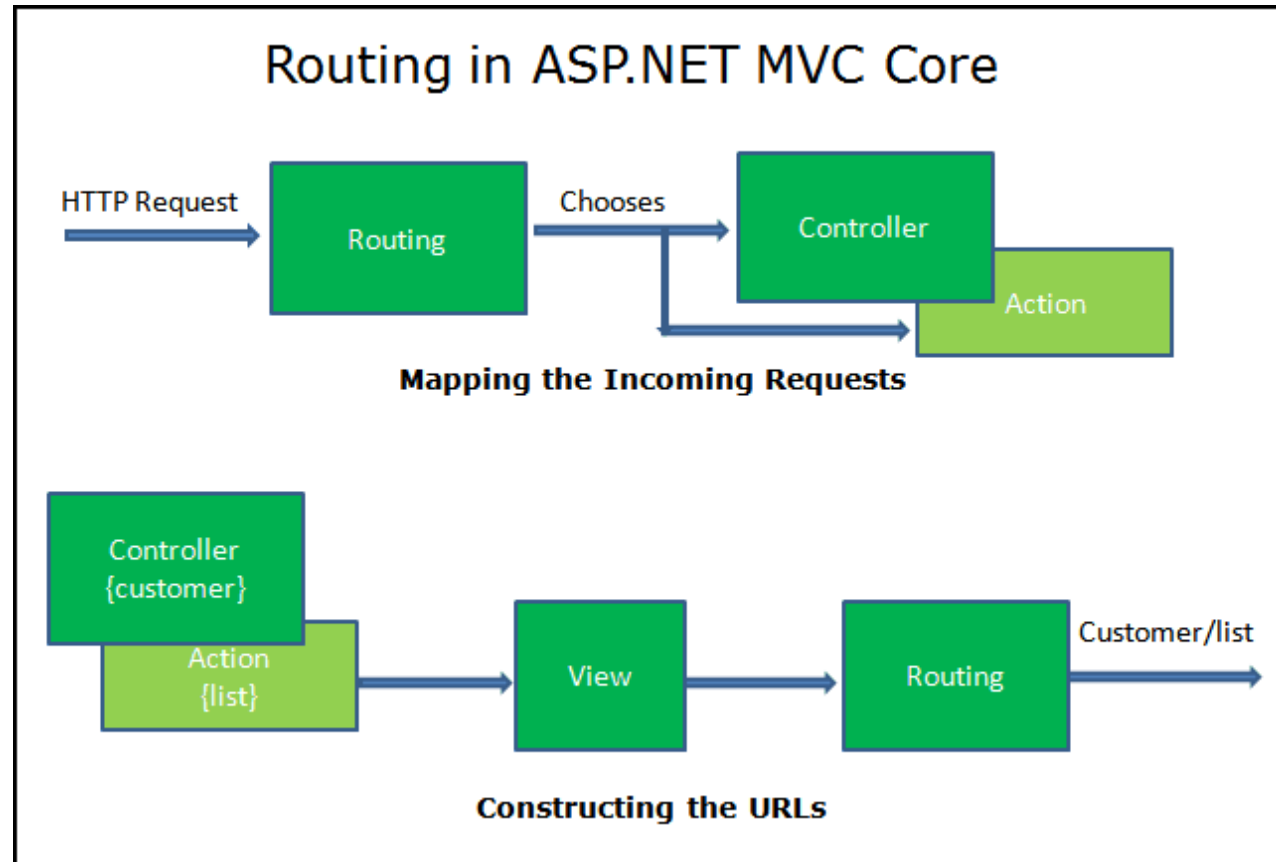 Routing in ASP.NET MVC Core
HTTP Request
Routing
Chooses
Controller
Action
Mapping the Incoming Requests
Controller
{customer}
Action
{list}
View
Routing
Customer/list
Constructing the URLs